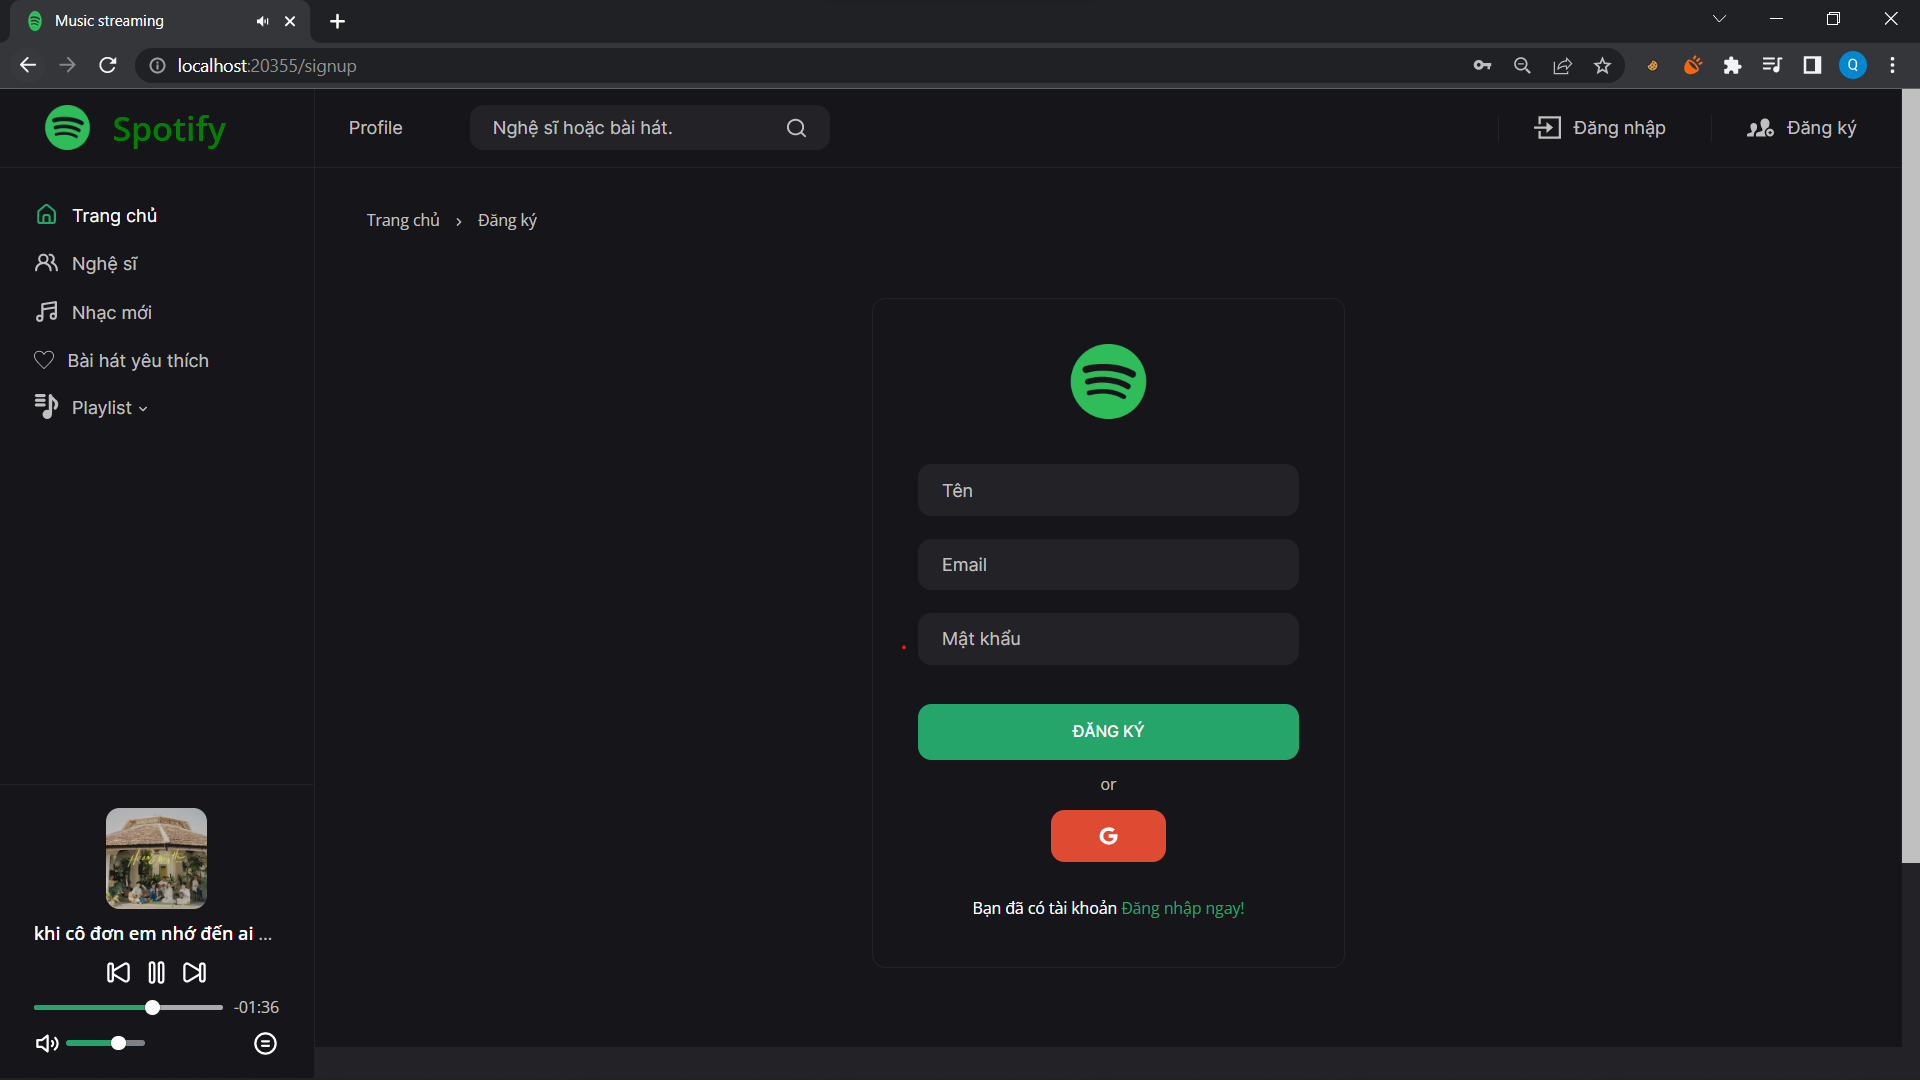 Music streaming
localhost:20355/signup
Q
Spotify
Profile
Nghệ sĩ hoặc bài hát.
Đăng nhập
Đăng ký
Trang chủ
Nghệ sĩ
Nhạc mới
Bài hát yêu thích
Playlist
Trang chủ › Đăng ký
Tên
Email
Mật khẩu
ĐĂNG KÝ
or
G
Bạn đã có tài khoản Đăng nhập ngay!
khi cô đơn em nhớ đến ai ...
-01:36